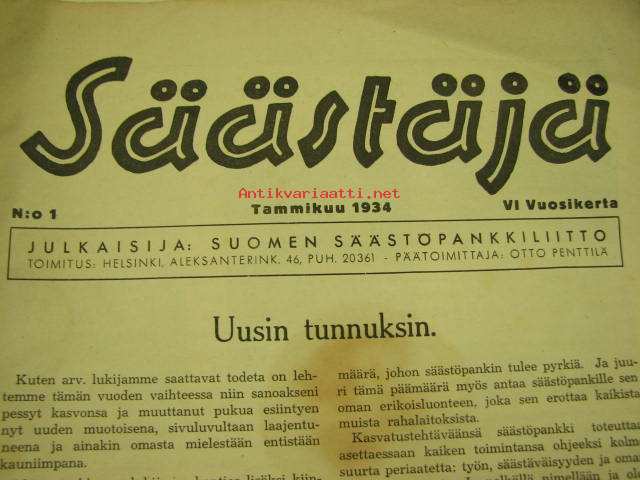 Säästäjä
Antikvariaatti.net
N:o 1 Tammikuu 1934 VI Vuosikerta
JULKAISIJA: SUOMEN SÄÄSTÖPANKKILIITTO
TOIMITUS: HELSINKI, ALEKSANTERINK. 46, PUH. 20361 - PÄÄTOIMITTAJA: OTTO PENTTILÄ
Uusin tunnuksin.
Kuten arv. lukijamme saattavat todeta on leh-
temme tämän vuoden vaihteessa niin sanoakseni
pessyt kasvonsa ja muuttanut pukua esiintyen
nyt uuden muotoisena, sivuluvultaan laajentu-
neena ja ainakin omasta mielestään entistään
kauniimpana.
määrä, johon säästöpankin tulee pyrkiä. Ja juu-
ri tämä päämäärä myös antaa säästöpankille sen
oman erikoisluonteen, joka sen erottaa kaikista
muista rahalaitoksista.
Kasvatustehtäväänsä säästöpankki toteuttaa
asettaessaan kaiken toimintansa ohjeeksi kolme
suurta periaatetta: työn, säästäväisyyden ja oman